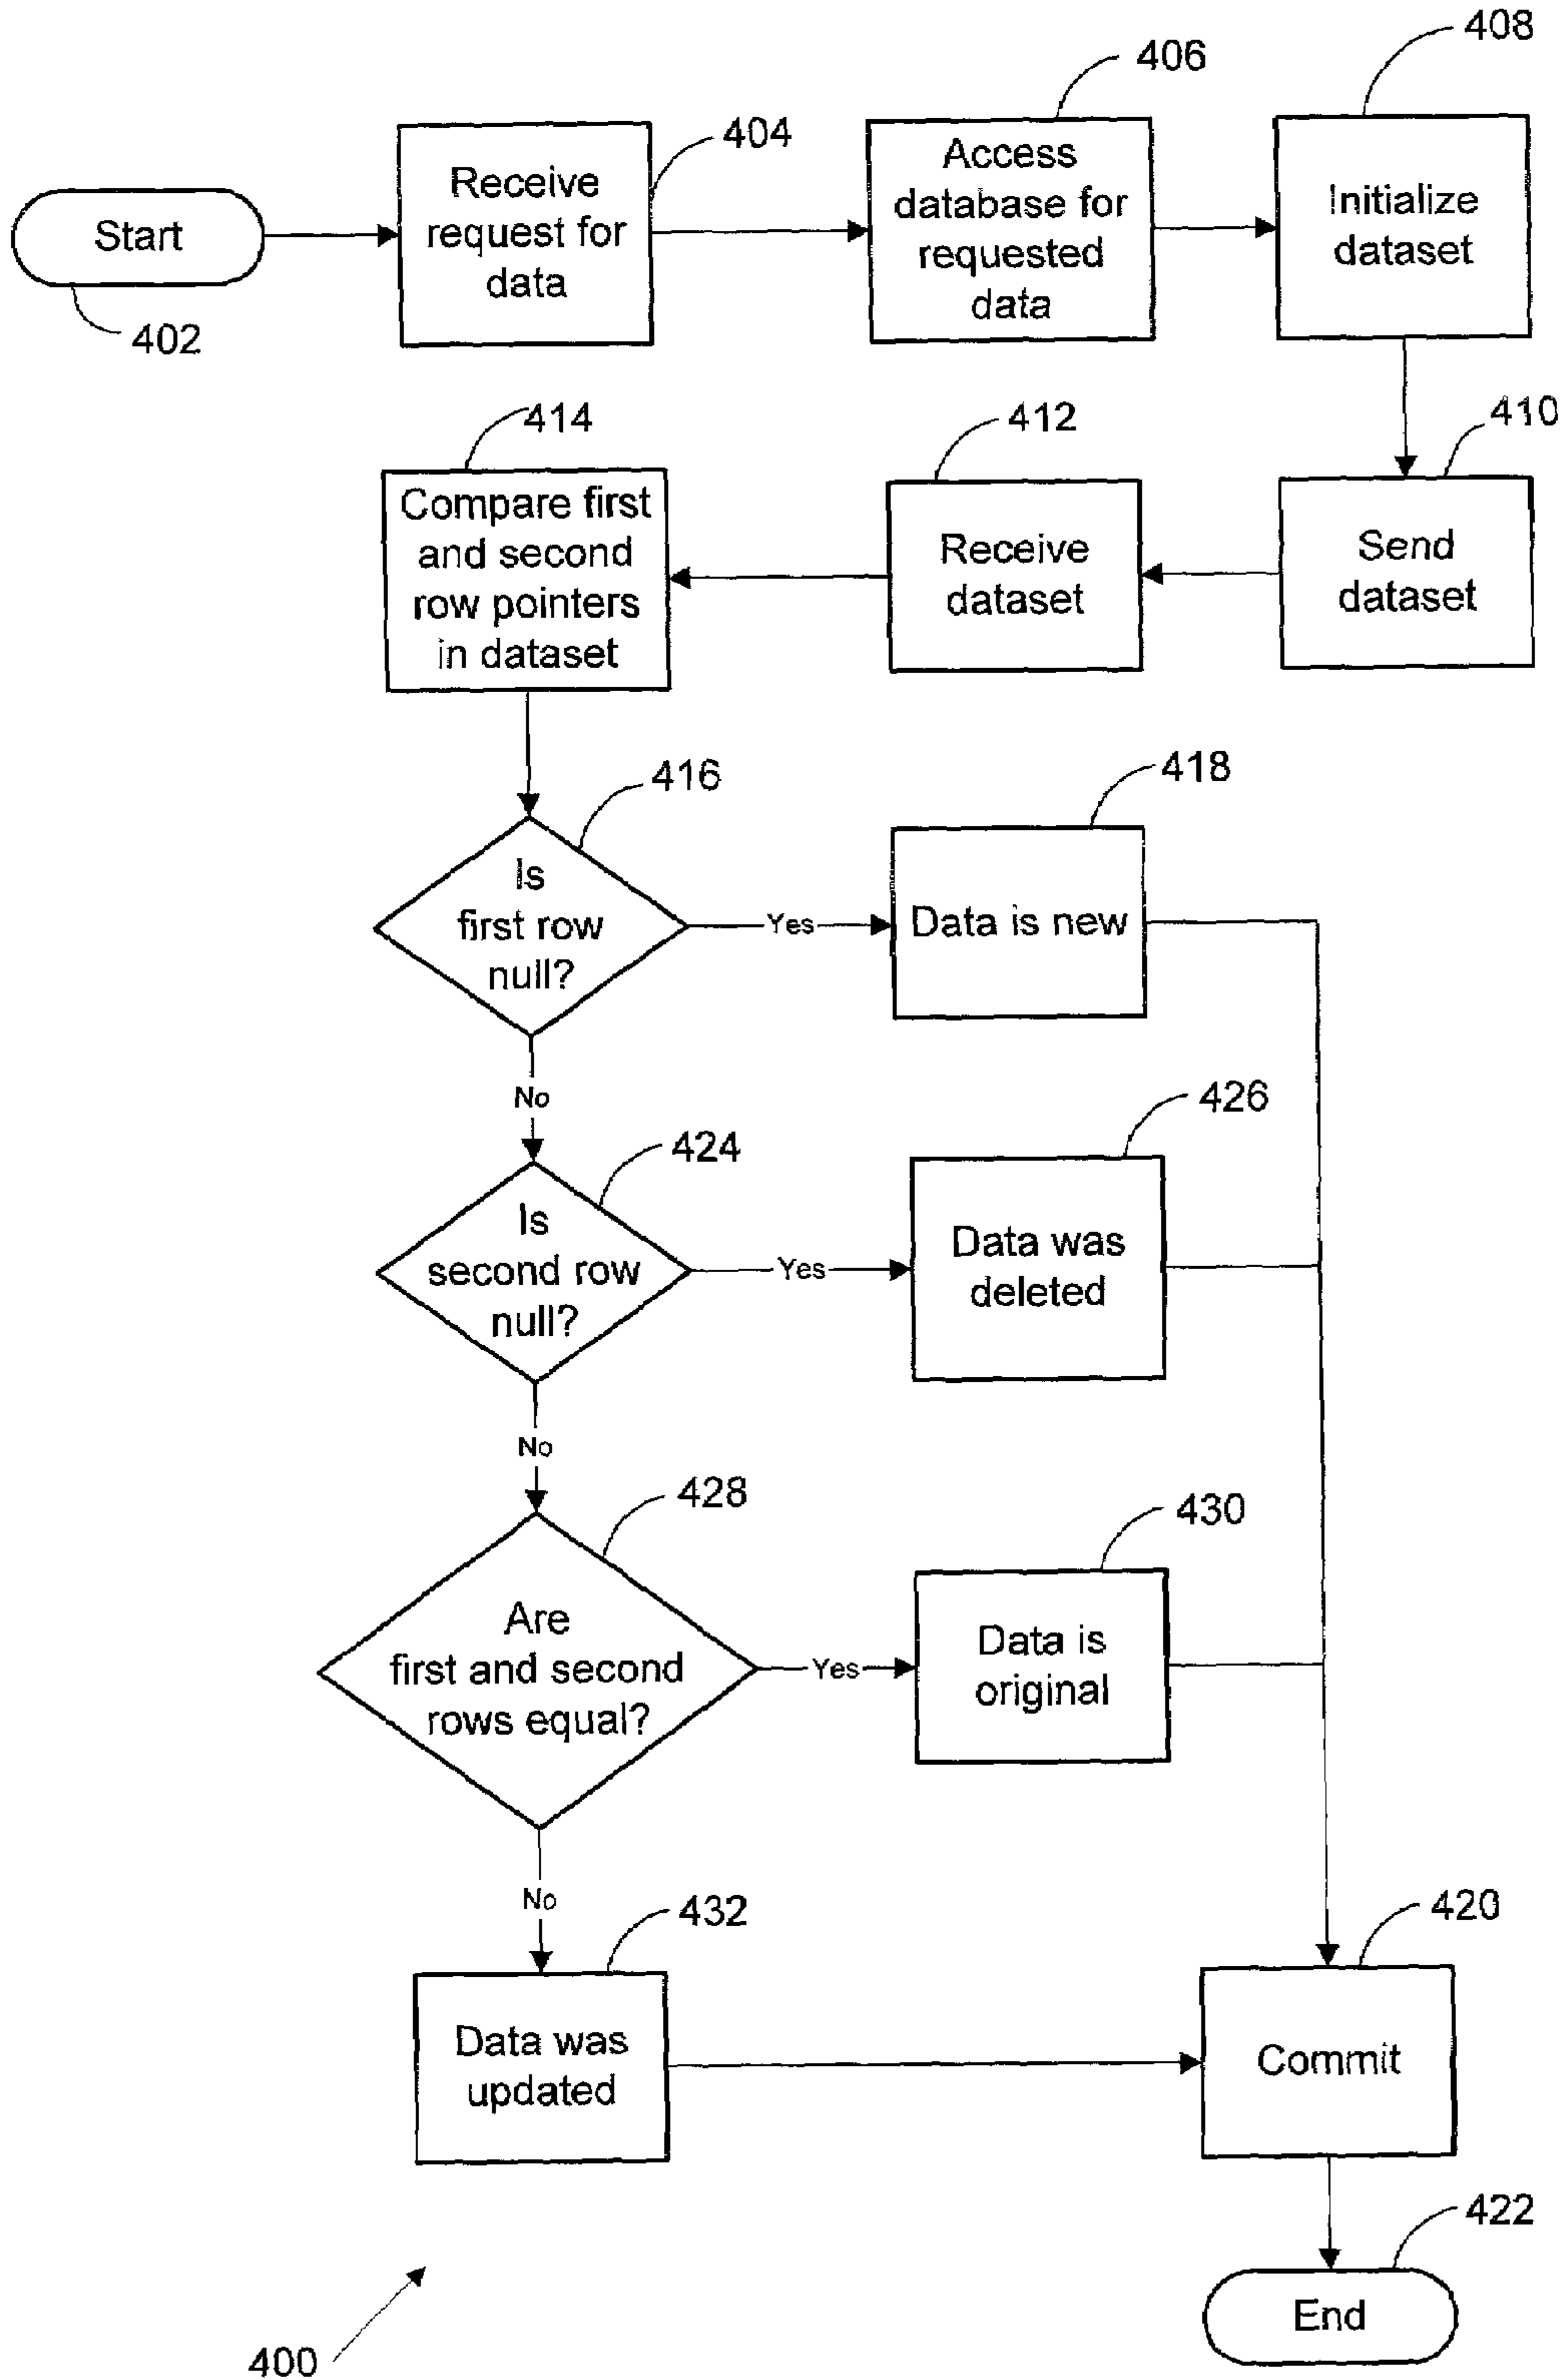 408
406
404
Start
Receive
request for
data
Access
database for
requested
data
Initialize
dataset
402
414
412
410
Compare first
and second
row pointers
in dataset
Receive
dataset
Send
dataset
416
418
Is
first row
null?
Yes
Data is new
No
424
426
Is
second row
null?
Yes
Data was
deleted
No
428
430
Are
first and second
rows equal?
Yes
Data is
original
No
432
420
Data was
updated
Commit
422
End
400